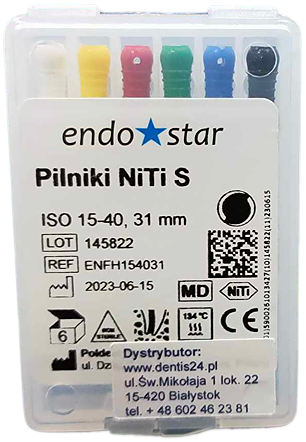 endo★star
Pilniki NiTi S
ISO 15-40, 31 mm
LOT 145822
REF ENFH154031
2023-06-15
MD NiTi
6 NON STERILE 134 °C CE
Dystrybutor:
www.dentis24.pl
ul.Św.Mikołaja 1 lok. 22
15-420 Białystok
tel. + 48 602 46 23 81